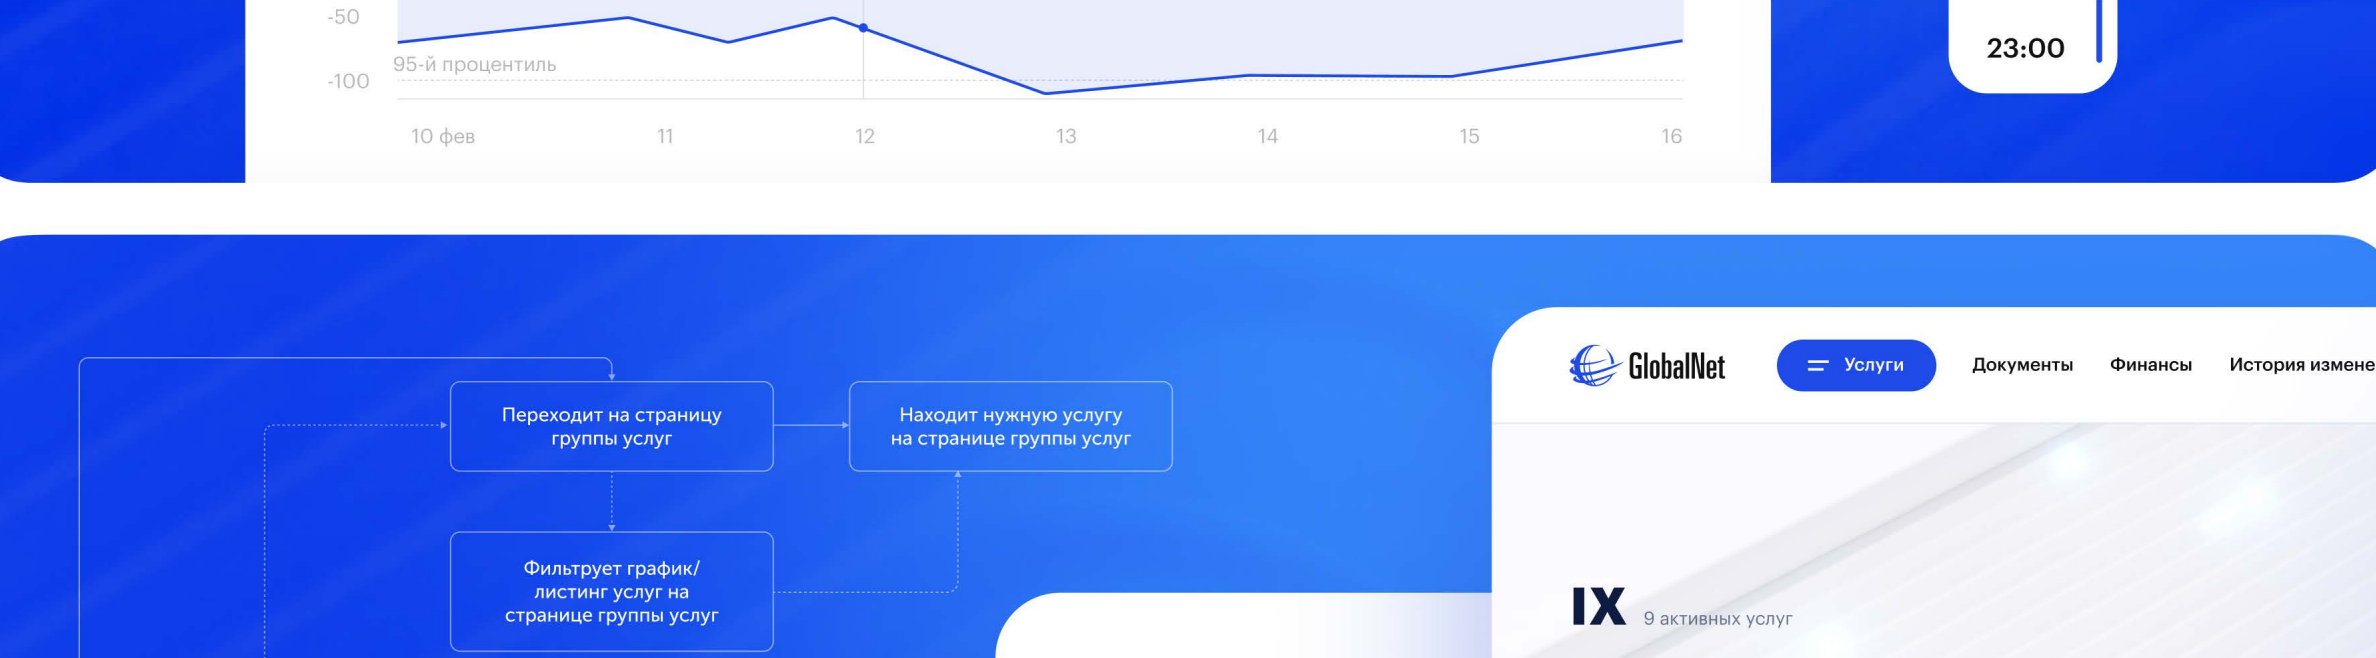 -50
95-й процентиль
-100
10 фев 11 12 13 14 15 16
23:00
GlobalNet
Услуги Документы Финансы История измене
Переходит на страницу
группы услуг
Находит нужную услугу
на странице группы услуг
Фильтрует график/
листинг услуг на
странице группы услуг
IX 9 активных услуг